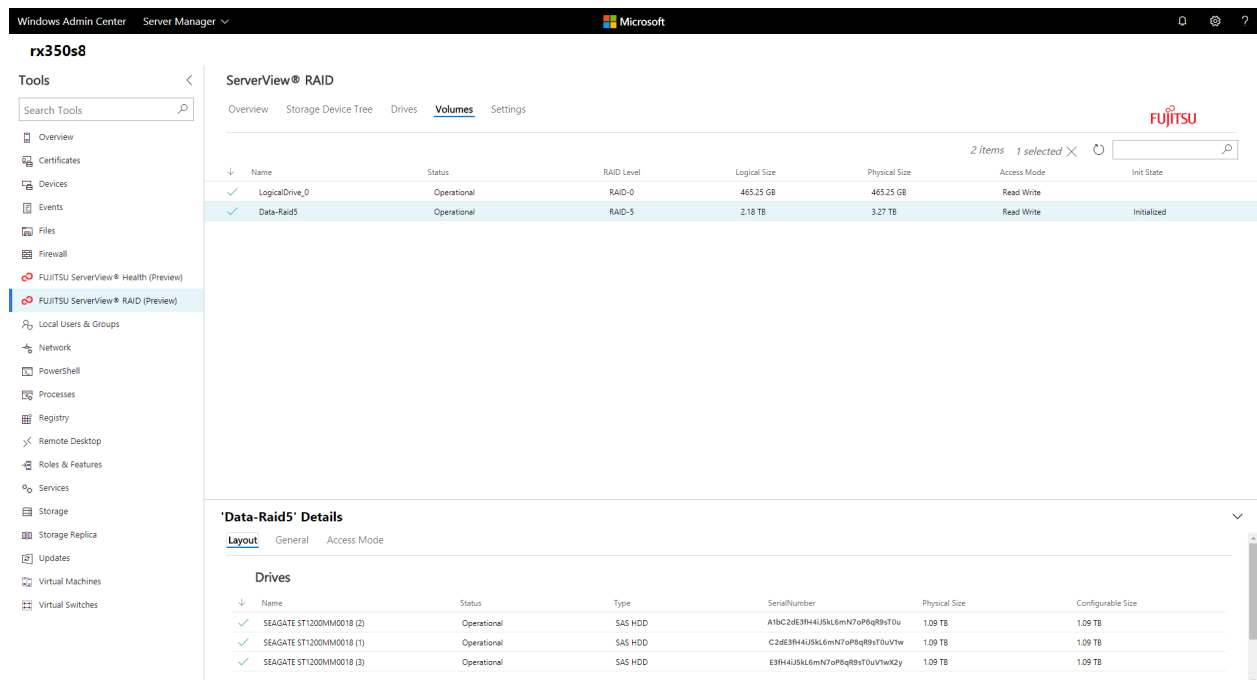 Windows Admin Center Server Manager Microsoft ?
rx350s8
Tools
Search Tools
Overview
Certificates
Devices
Events
Files
Firewall
FUJITSU ServerView® Health (Preview)
FUJITSU ServerView® RAID (Preview)
Local Users & Groups
Network
PowerShell
Processes
Registry
Remote Desktop
Roles & Features
Services
Storage
Storage Replica
Updates
Virtual Machines
Virtual Switches
ServerView® RAID
Overview Storage Device Tree Drives Volumes Settings
FUJITSU
2 items 1 selected
Name Status RAID Level Logical Size Physical Size Access Mode Init State
LogicalDrive_0 Operational RAID-0 465.25 GB 465.25 GB Read Write
Data-Raid5 Operational RAID-5 2.18 TB 3.27 TB Read Write Initialized
'Data-Raid5' Details
Layout General Access Mode
Drives
Name Status Type SerialNumber Physical Size Configurable Size
SEAGATE ST1200MM0018 (2) Operational SAS HDD A1bC2dE3fH4iJ5kL6mN7oP8qR9sT0u 1.09 TB 1.09 TB
SEAGATE ST1200MM0018 (1) Operational SAS HDD C2dE3fH4iJ5kL6mN7oP8qR9sT0uV1w 1.09 TB 1.09 TB
SEAGATE ST1200MM0018 (3) Operational SAS HDD E3fH4iJ5kL6mN7oP8qR9sT0uV1wX2y 1.09 TB 1.09 TB